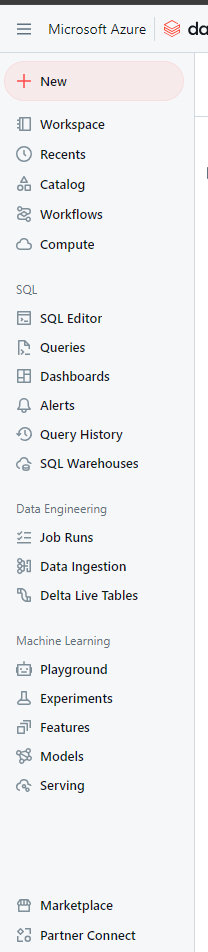 Microsoft Azure da
New
Workspace
Recents
Catalog
Workflows
Compute
SQL
SQL Editor
Queries
Dashboards
Alerts
Query History
SQL Warehouses
Data Engineering
Job Runs
Data Ingestion
Delta Live Tables
Machine Learning
Playground
Experiments
Features
Models
Serving
Marketplace
Partner Connect